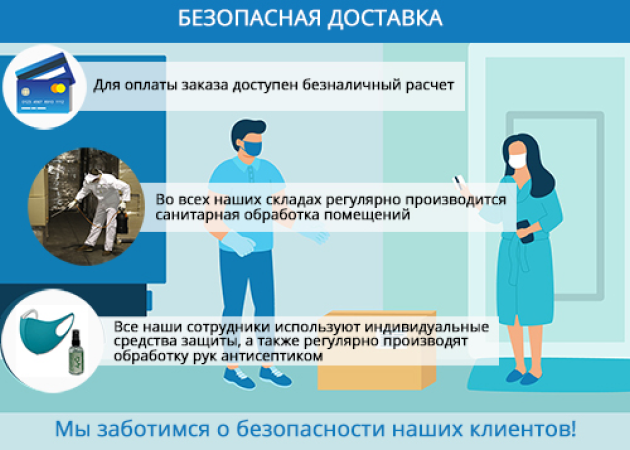 БЕЗОПАСНАЯ ДОСТАВКА
Для оплаты заказа доступен безналичный расчет
Во всех наших складах регулярно производится
санитарная обработка помещений
Все наши сотрудники используют индивидуальные
средства защиты, а также регулярно производят
обработку рук антисептиком
Мы заботимся о безопасности наших клиентов!